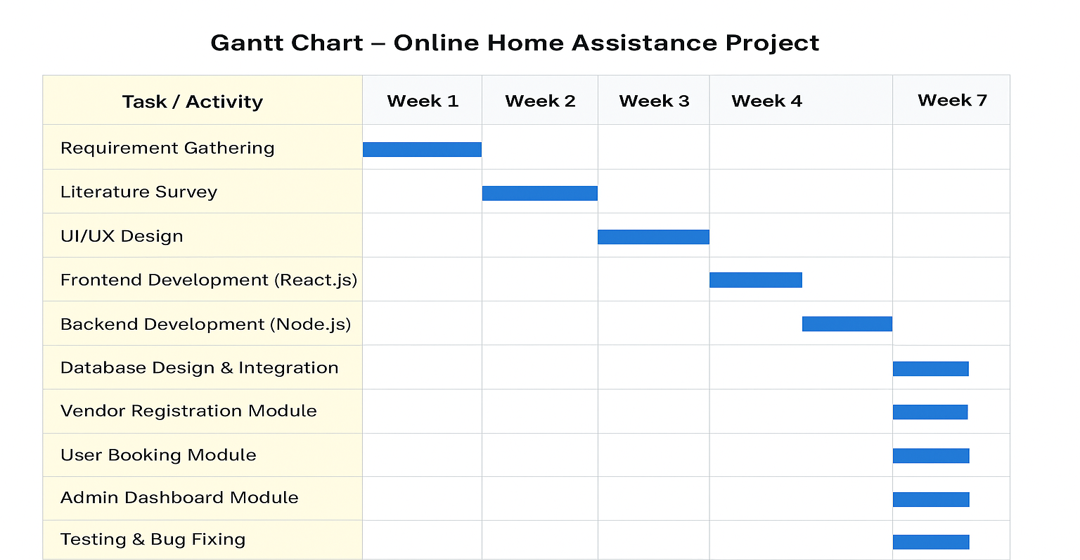 Gantt Chart – Online Home Assistance Project
Task / Activity Week 1 Week 2 Week 3 Week 4 Week 7
Requirement Gathering
Literature Survey
UI/UX Design
Frontend Development (React.js)
Backend Development (Node.js)
Database Design & Integration
Vendor Registration Module
User Booking Module
Admin Dashboard Module
Testing & Bug Fixing